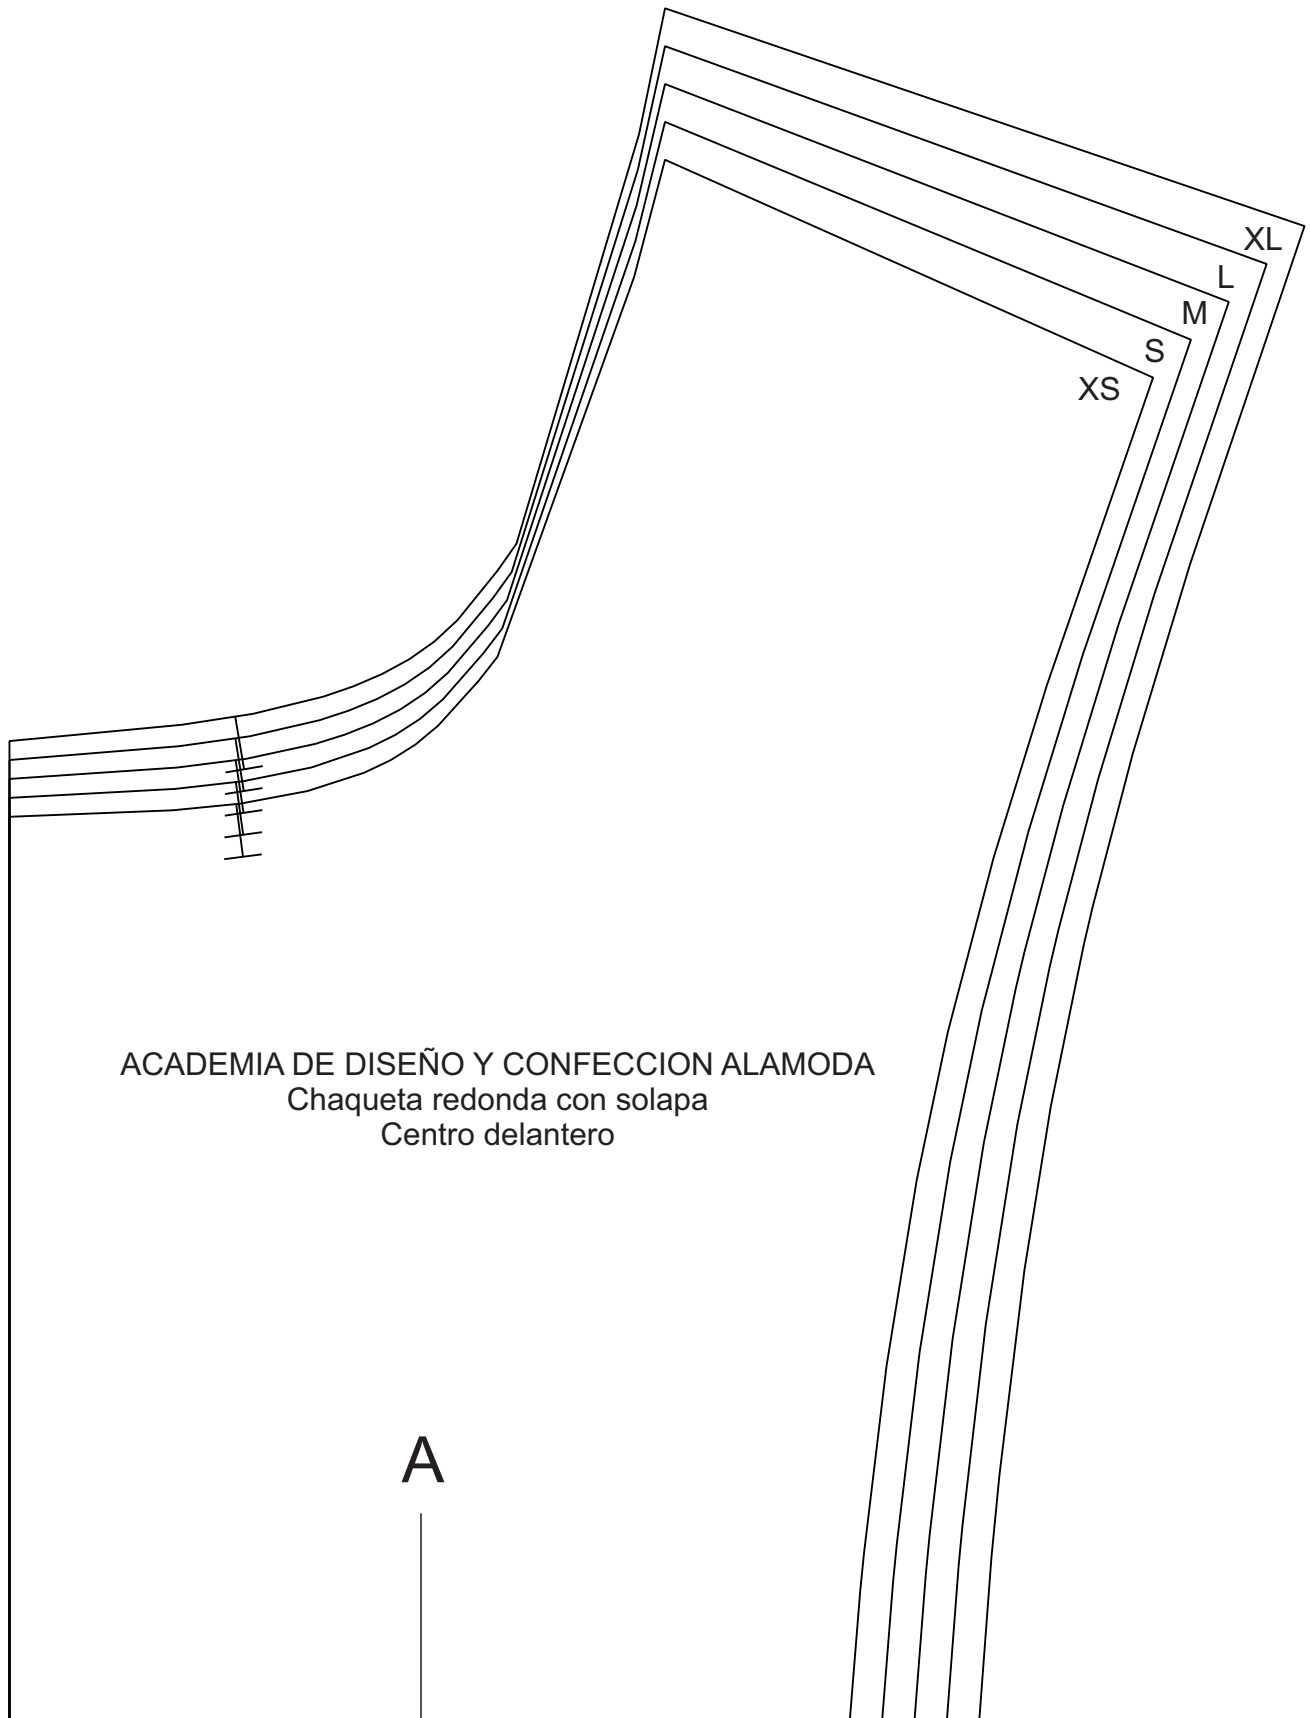 XL
L
M
S
XS
ACADEMIA DE DISEÑO Y CONFECCION ALAMODA
Chaqueta redonda con solapa
Centro delantero
A